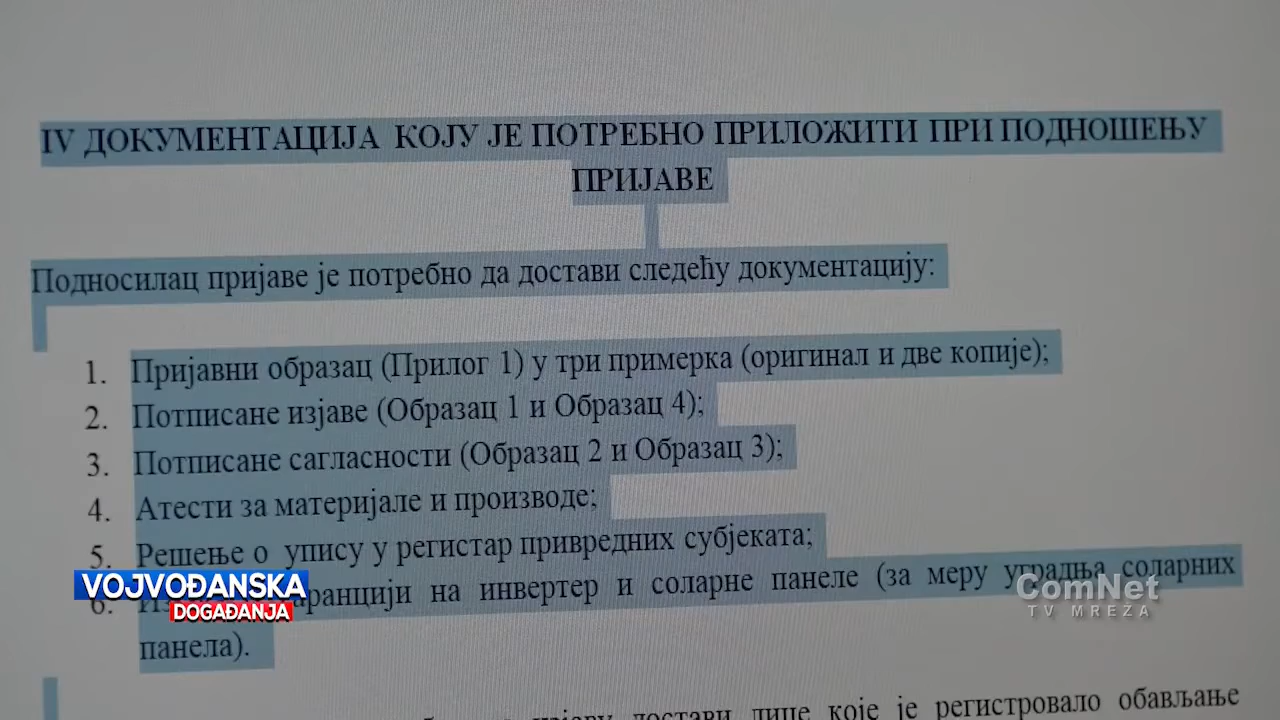 IV ДОКУМЕНТАЦИЈА КОЈУ ЈЕ ПОТРЕБНО ПРИЛОЖИТИ ПРИ ПОДНОШЕЊУ
ПРИЈАВЕ
Подносилац пријаве је потребно да достави следећу документацију:
1. Пријавни образац (Прилог 1) у три примерка (оригинал и две копије);
2. Потписане изјаве (Образац 1 и Образац 4);
3. Потписане сагласности (Образац 2 и Образац 3);
4. Атести за материјале и производе;
5. Решење о упису у регистар привредних субјеката;
6. на инвертер и соларне панеле (за меру уградња соларних
панела).
изјаву достави лице које је регистровало обављање
VOJVOĐANSKA
DOGAĐANJA
ComNet
TV MREŽA